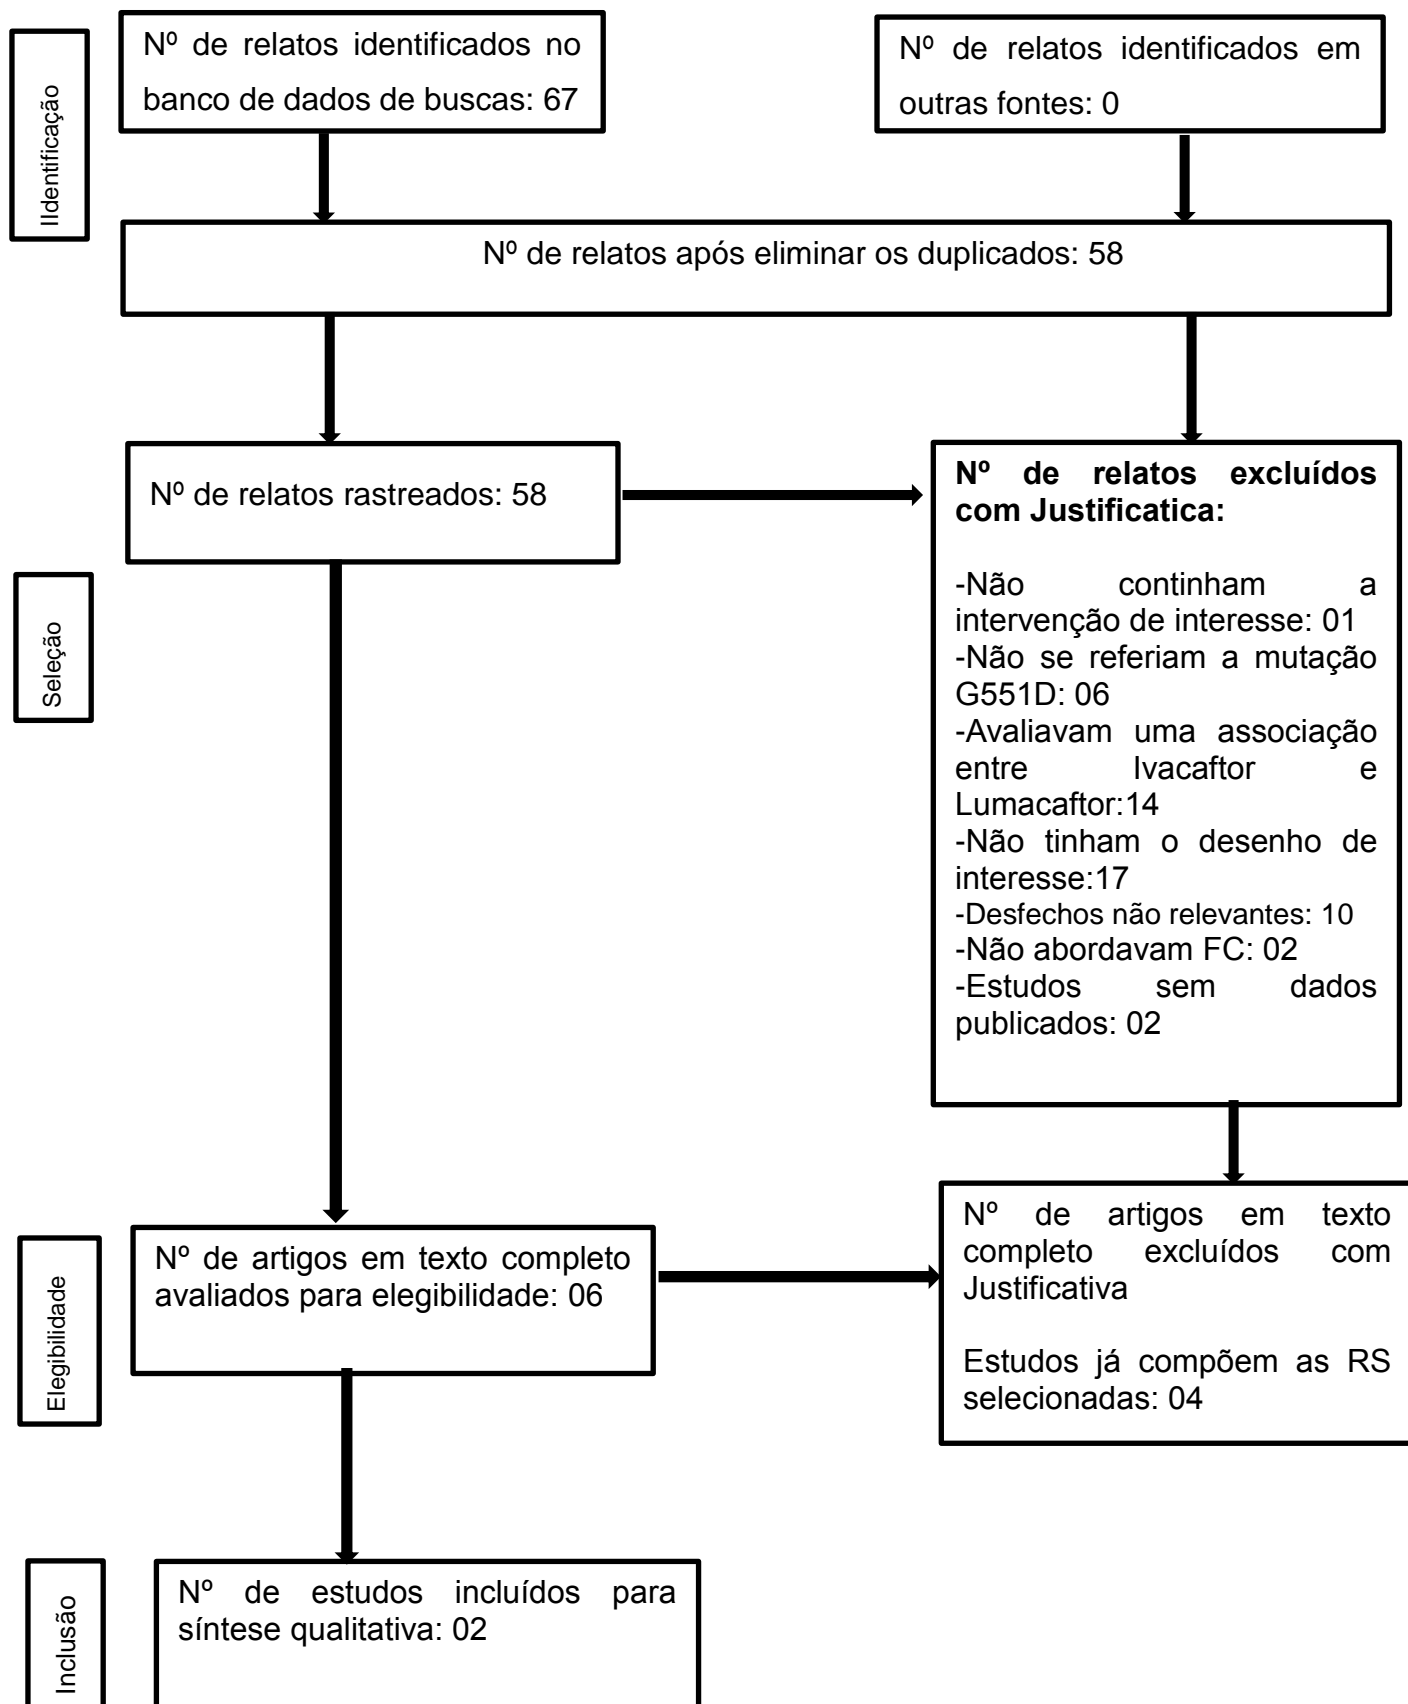 IIdentificação
Nº de relatos identificados no
banco de dados de buscas: 67
Nº de relatos identificados em
outras fontes: 0
Nº de relatos após eliminar os duplicados: 58
Seleção
Nº de relatos rastreados: 58
Nº de relatos excluídos
com Justificatica:
-Não continham a
intervenção de interesse: 01
-Não se referiam a mutação
G551D: 06
-Avaliavam uma associação
entre Ivacaftor e
Lumacaftor:14
-Não tinham o desenho de
interesse:17
-Desfechos não relevantes: 10
-Não abordavam FC: 02
-Estudos sem dados
publicados: 02
Elegibilidade
Nº de artigos em texto completo
avaliados para elegibilidade: 06
Nº de artigos em texto
completo excluídos com
Justificativa
Estudos já compõem as RS
selecionadas: 04
Inclusão
Nº de estudos incluídos para
síntese qualitativa: 02